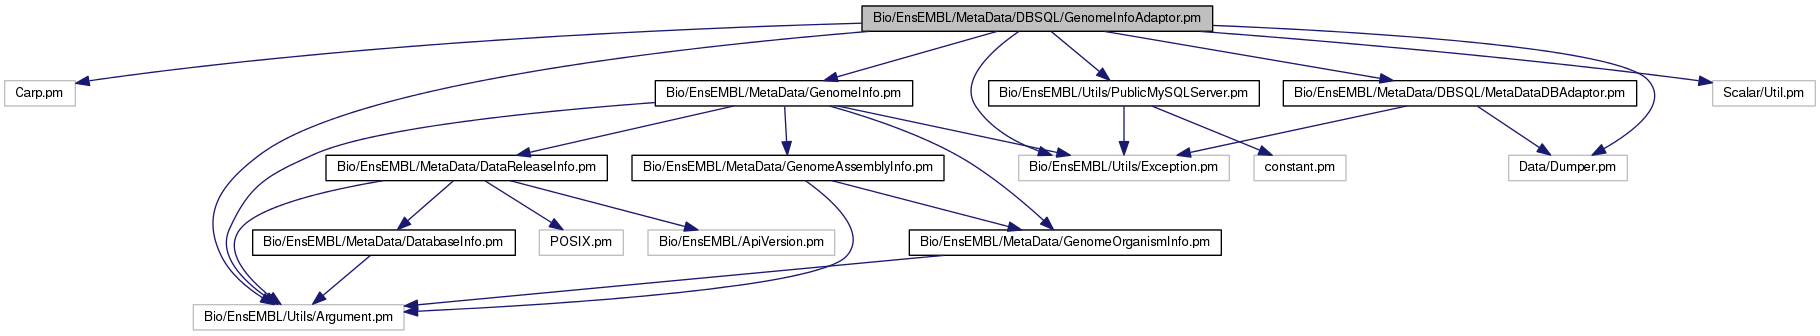 Bio/EnsEMBL/MetaData/DBSQL/GenomeInfoAdaptor.pm
Carp.pm
Bio/EnsEMBL/MetaData/GenomeInfo.pm
Bio/EnsEMBL/Utils/PublicMySQLServer.pm
Bio/EnsEMBL/MetaData/DBSQL/MetaDataDBAdaptor.pm
Scalar/Util.pm
Bio/EnsEMBL/MetaData/DataReleaseInfo.pm
Bio/EnsEMBL/MetaData/GenomeAssemblyInfo.pm
Bio/EnsEMBL/Utils/Exception.pm
constant.pm
Data/Dumper.pm
Bio/EnsEMBL/MetaData/DatabaseInfo.pm
POSIX.pm
Bio/EnsEMBL/ApiVersion.pm
Bio/EnsEMBL/MetaData/GenomeOrganismInfo.pm
Bio/EnsEMBL/Utils/Argument.pm